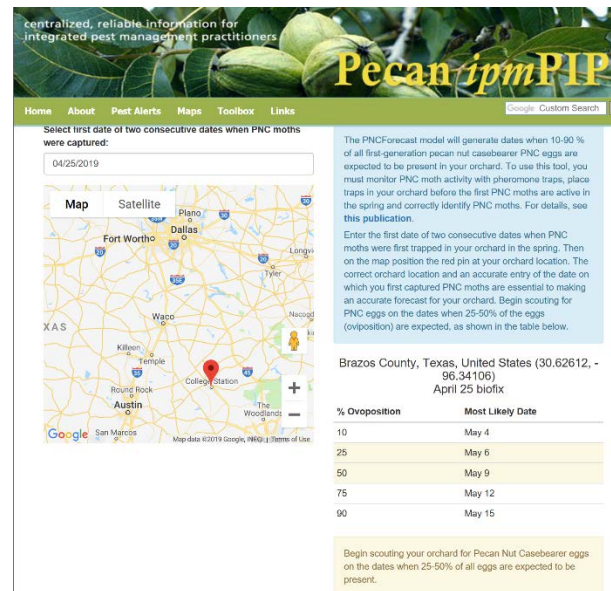 centralized, reliable information for
integrated pest management practitioners
Pecan ipmPIP
Home About Pest Alerts Maps Toolbox Links
Google Custom Search
Select first date of two consecutive dates when PNC moths
were captured:
04/25/2019
Map Satellite
Plano
Dallas
Fort Worth
Longvi
Tyler
Waco
Nacogd
XAS
Killeen
Temple
College Station
Round Rock
Austin
The
Woodlands
San Marcos
Google
Map data ©2019 Google, INEGI Terms of Use
The PNCForecast model will generate dates when 10-90 %
of all first-generation pecan nut casebearer PNC eggs are
expected to be present in your orchard. To use this tool, you
must monitor PNC moth activity with pheromone traps, place
traps in your orchard before the first PNC moths are active in
the spring and correctly identify PNC moths. For details, see
this publication.
Enter the first date of two consecutive dates when PNC
moths were first trapped in your orchard in the spring. Then
on the map position the red pin at your orchard location. The
correct orchard location and an accurate entry of the date on
which you first captured PNC moths are essential to making
an accurate forecast for your orchard. Begin scouting for
PNC eggs on the dates when 25-50% of the eggs
(oviposition) are expected, as shown in the table below.
Brazos County, Texas, United States (30.62612, -
96.34106)
April 25 biofix
% Ovoposition Most Likely Date
10 May 4
25 May 6
50 May 9
75 May 12
90 May 15
Begin scouting your orchard for Pecan Nut Casebearer eggs
on the dates when 25-50% of all eggs are expected to be
present.